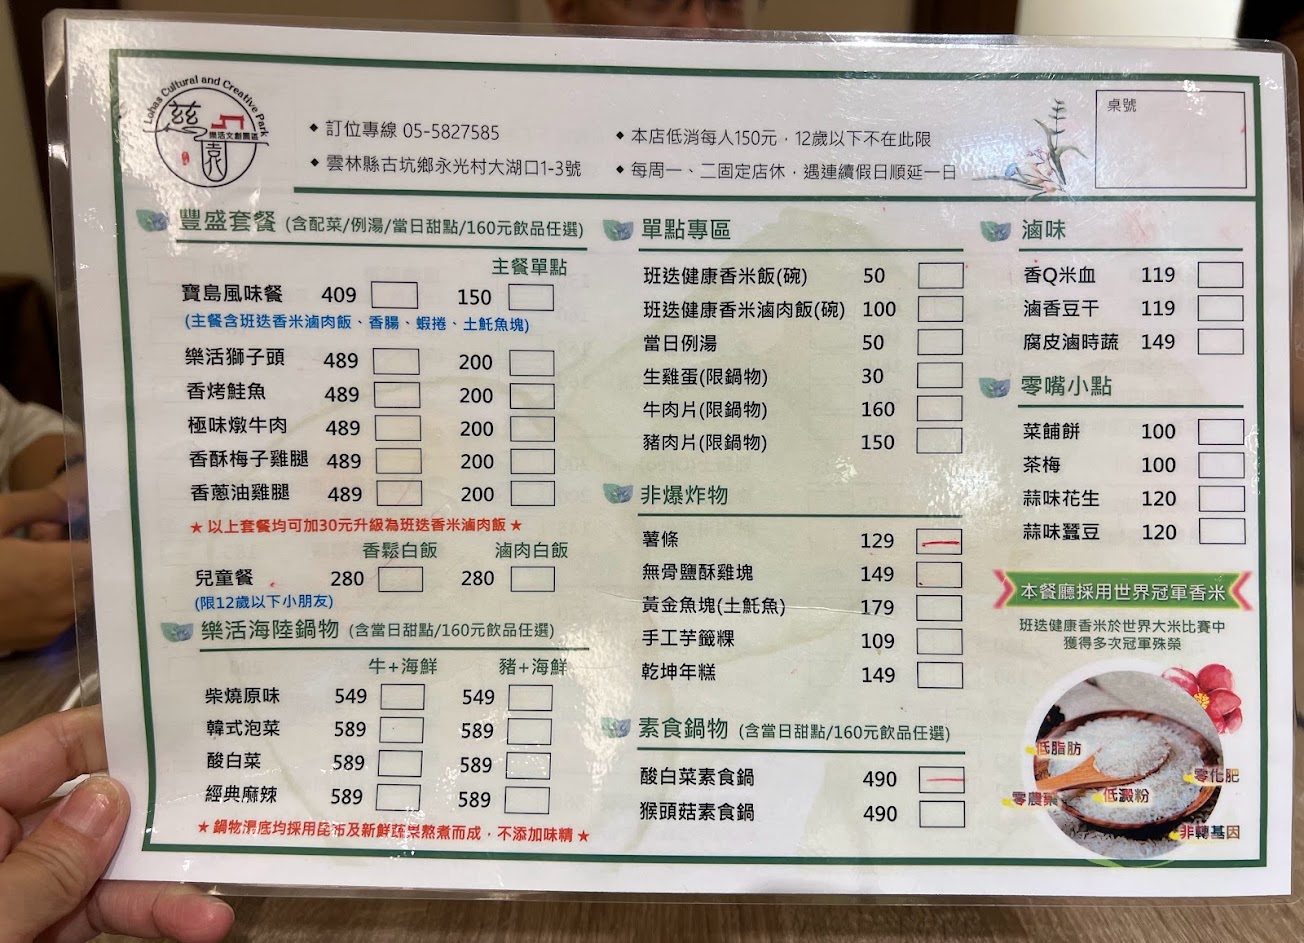 Lohas Cultural and Creative Park
樂活文創園區
◆ 訂位專線 05-5827585
◆ 雲林縣古坑鄉永光村大湖口1-3號
◆ 本店低消每人150元，12歲以下不在此限
◆ 每周一、二固定店休，遇連續假日順延一日
桌號
豐盛套餐 (含配菜/例湯/當日甜點/160元飲品任選)
主餐單點
寶島風味餐 409 150
(主餐含班迭香米滷肉飯、香腸、蝦捲、土魠魚塊)
樂活獅子頭 489 200
香烤鮭魚 489 200
極味燉牛肉 489 200
香酥梅子雞腿 489 200
香蔥油雞腿 489 200
★ 以上套餐均可加30元升級為班迭香米滷肉飯 ★
香鬆白飯 滷肉白飯
兒童餐 280 280
(限12歲以下小朋友)
樂活海陸鍋物 (含當日甜點/160元飲品任選)
牛+海鮮 豬+海鮮
柴燒原味 549 549
韓式泡菜 589 589
酸白菜 589 589
經典麻辣 589 589
★ 鍋物湯底均採用昆布及新鮮蔬菜熬煮而成，不添加味精 ★
單點專區
班迭健康香米飯(碗) 50
班迭健康香米滷肉飯(碗) 100
當日例湯 50
生雞蛋(限鍋物) 30
牛肉片(限鍋物) 160
豬肉片(限鍋物) 150
非爆炸物
薯條 129
無骨鹽酥雞塊 149
黃金魚塊(土魠魚) 179
手工芋籤粿 109
乾坤年糕 149
素食鍋物 (含當日甜點/160元飲品任選)
酸白菜素食鍋 490
猴頭菇素食鍋 490
滷味
香Q米血 119
滷香豆干 119
腐皮滷時蔬 149
零嘴小點
菜餔餅 100
茶梅 100
蒜味花生 120
蒜味蠶豆 120
本餐廳採用世界冠軍香米
班迭健康香米於世界大米比賽中
獲得多次冠軍殊榮
低脂肪
零化肥
零農藥
低澱粉
非轉基因